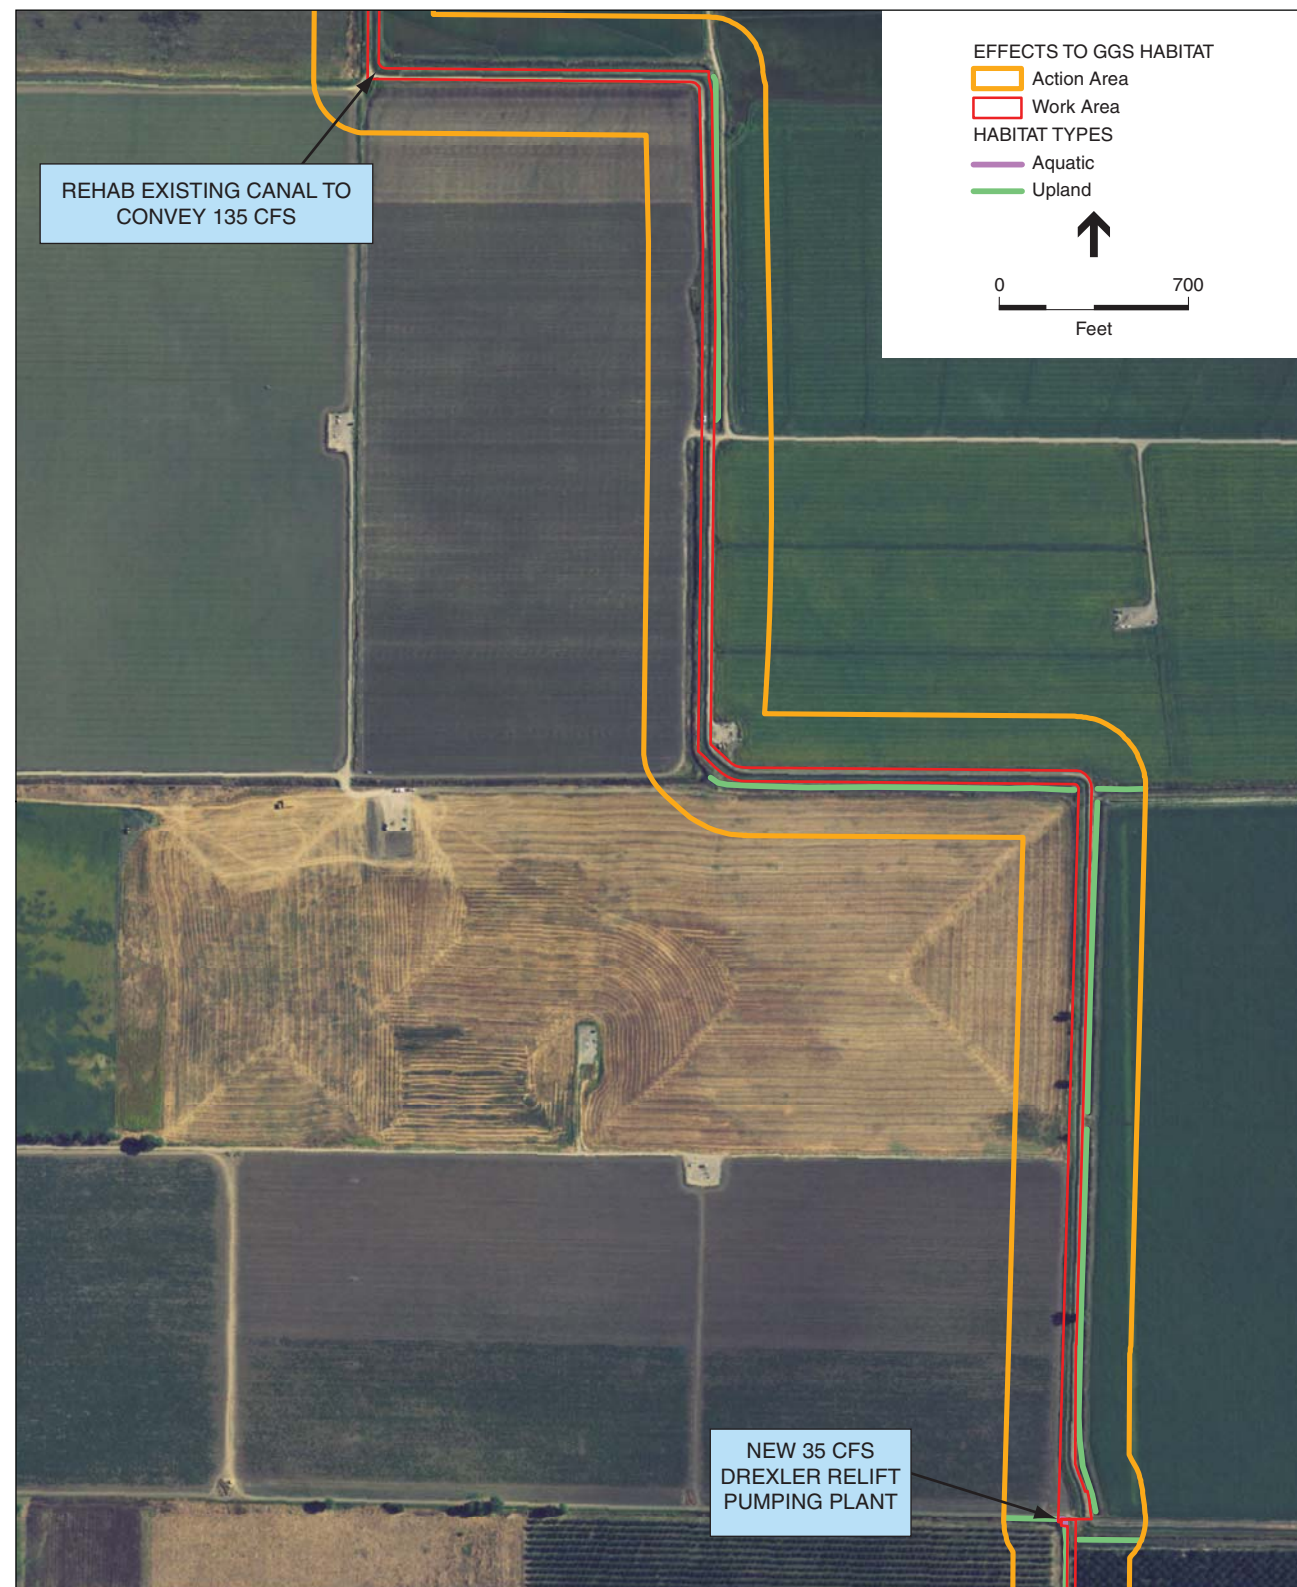 EFFECTS TO GGS HABITAT
Action Area
Work Area
HABITAT TYPES
Aquatic
Upland
0 700
Feet
REHAB EXISTING CANAL TO
CONVEY 135 CFS
NEW 35 CFS
DREXLER RELIFT
PUMPING PLANT